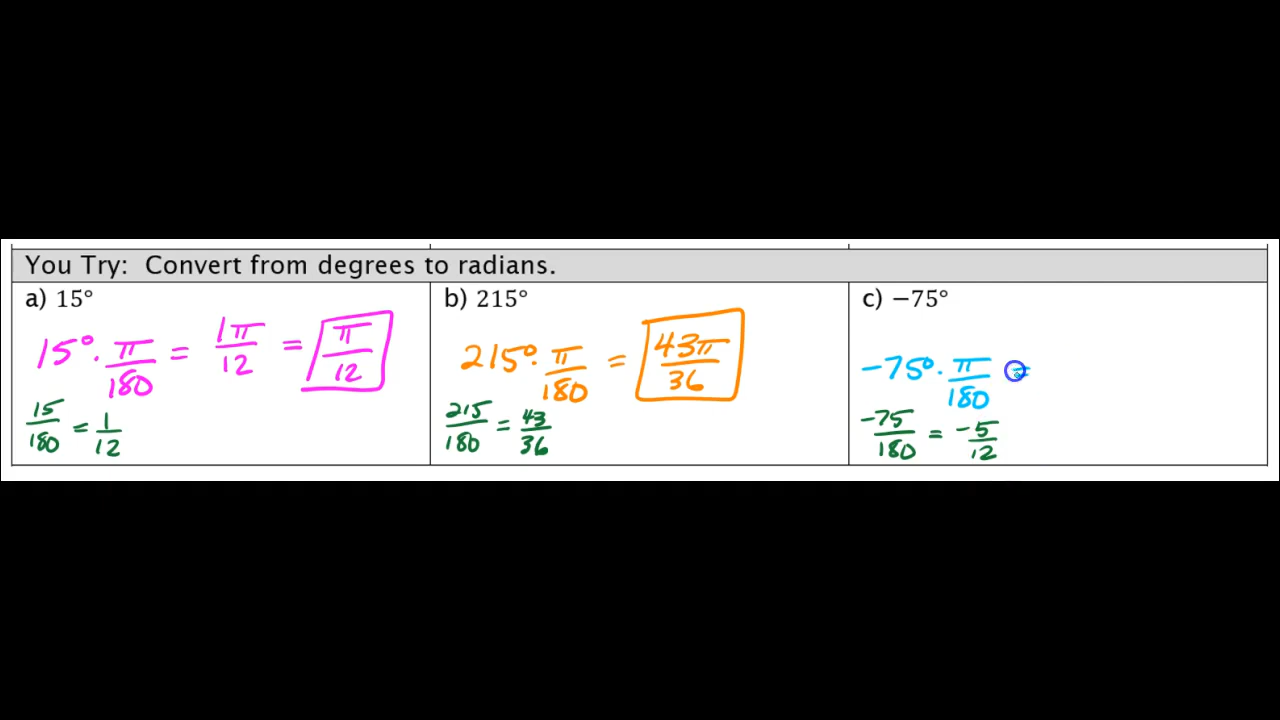 You Try: Convert from degrees to radians.
a) 15°
15° · π/180 = 1π/12 = π/12
15/180 = 1/12
b) 215°
215° · π/180 = 43π/36
215/180 = 43/36
c) −75°
−75° · π/180 =
−75/180 = −5/12